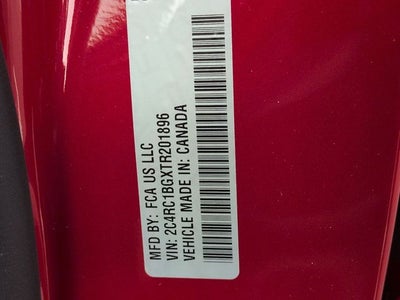 MFD BY: FCA US LLC
VIN: 2C4RC1BGXTR201896
VEHICLE MADE IN: CANADA